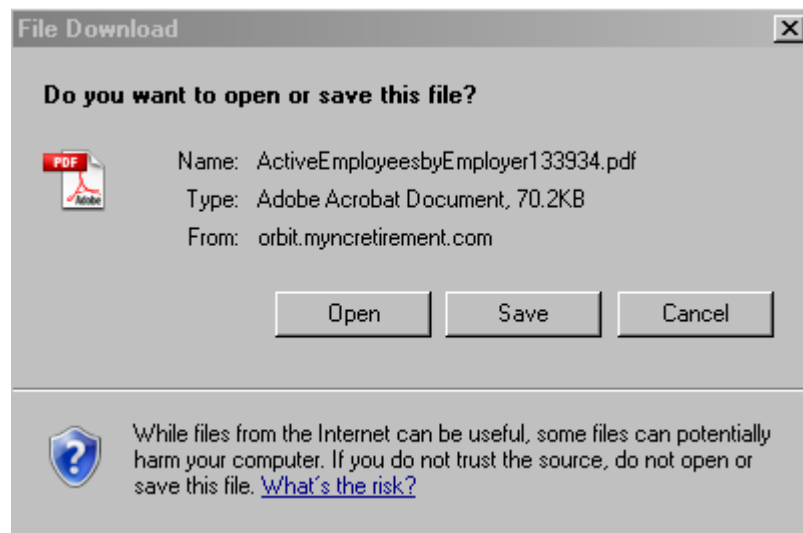 File Download
Do you want to open or save this file?
PDF
Adobe
Name: ActiveEmployeesbyEmployer133934.pdf
Type: Adobe Acrobat Document, 70.2KB
From: orbit.myncretirement.com
Open Save Cancel
While files from the Internet can be useful, some files can potentially
harm your computer. If you do not trust the source, do not open or
save this file. What's the risk?